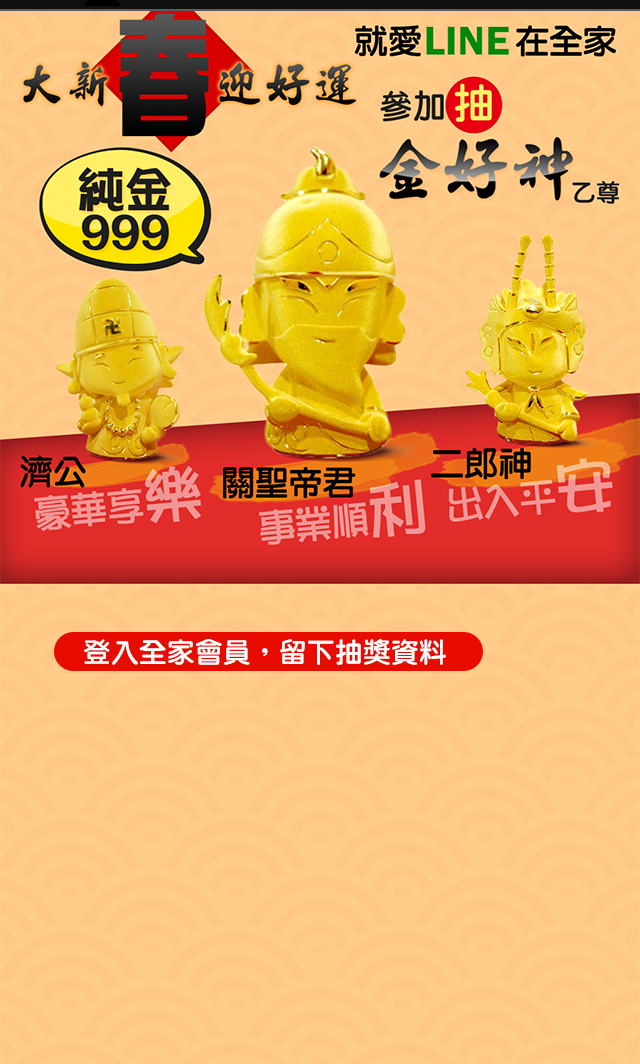 大新春迎好運
就愛LINE在全家
參加抽
金好神乙尊
純金
999
卍
濟公
豪華享樂
關聖帝君
事業順利
二郎神
出入平安
登入全家會員，留下抽獎資料